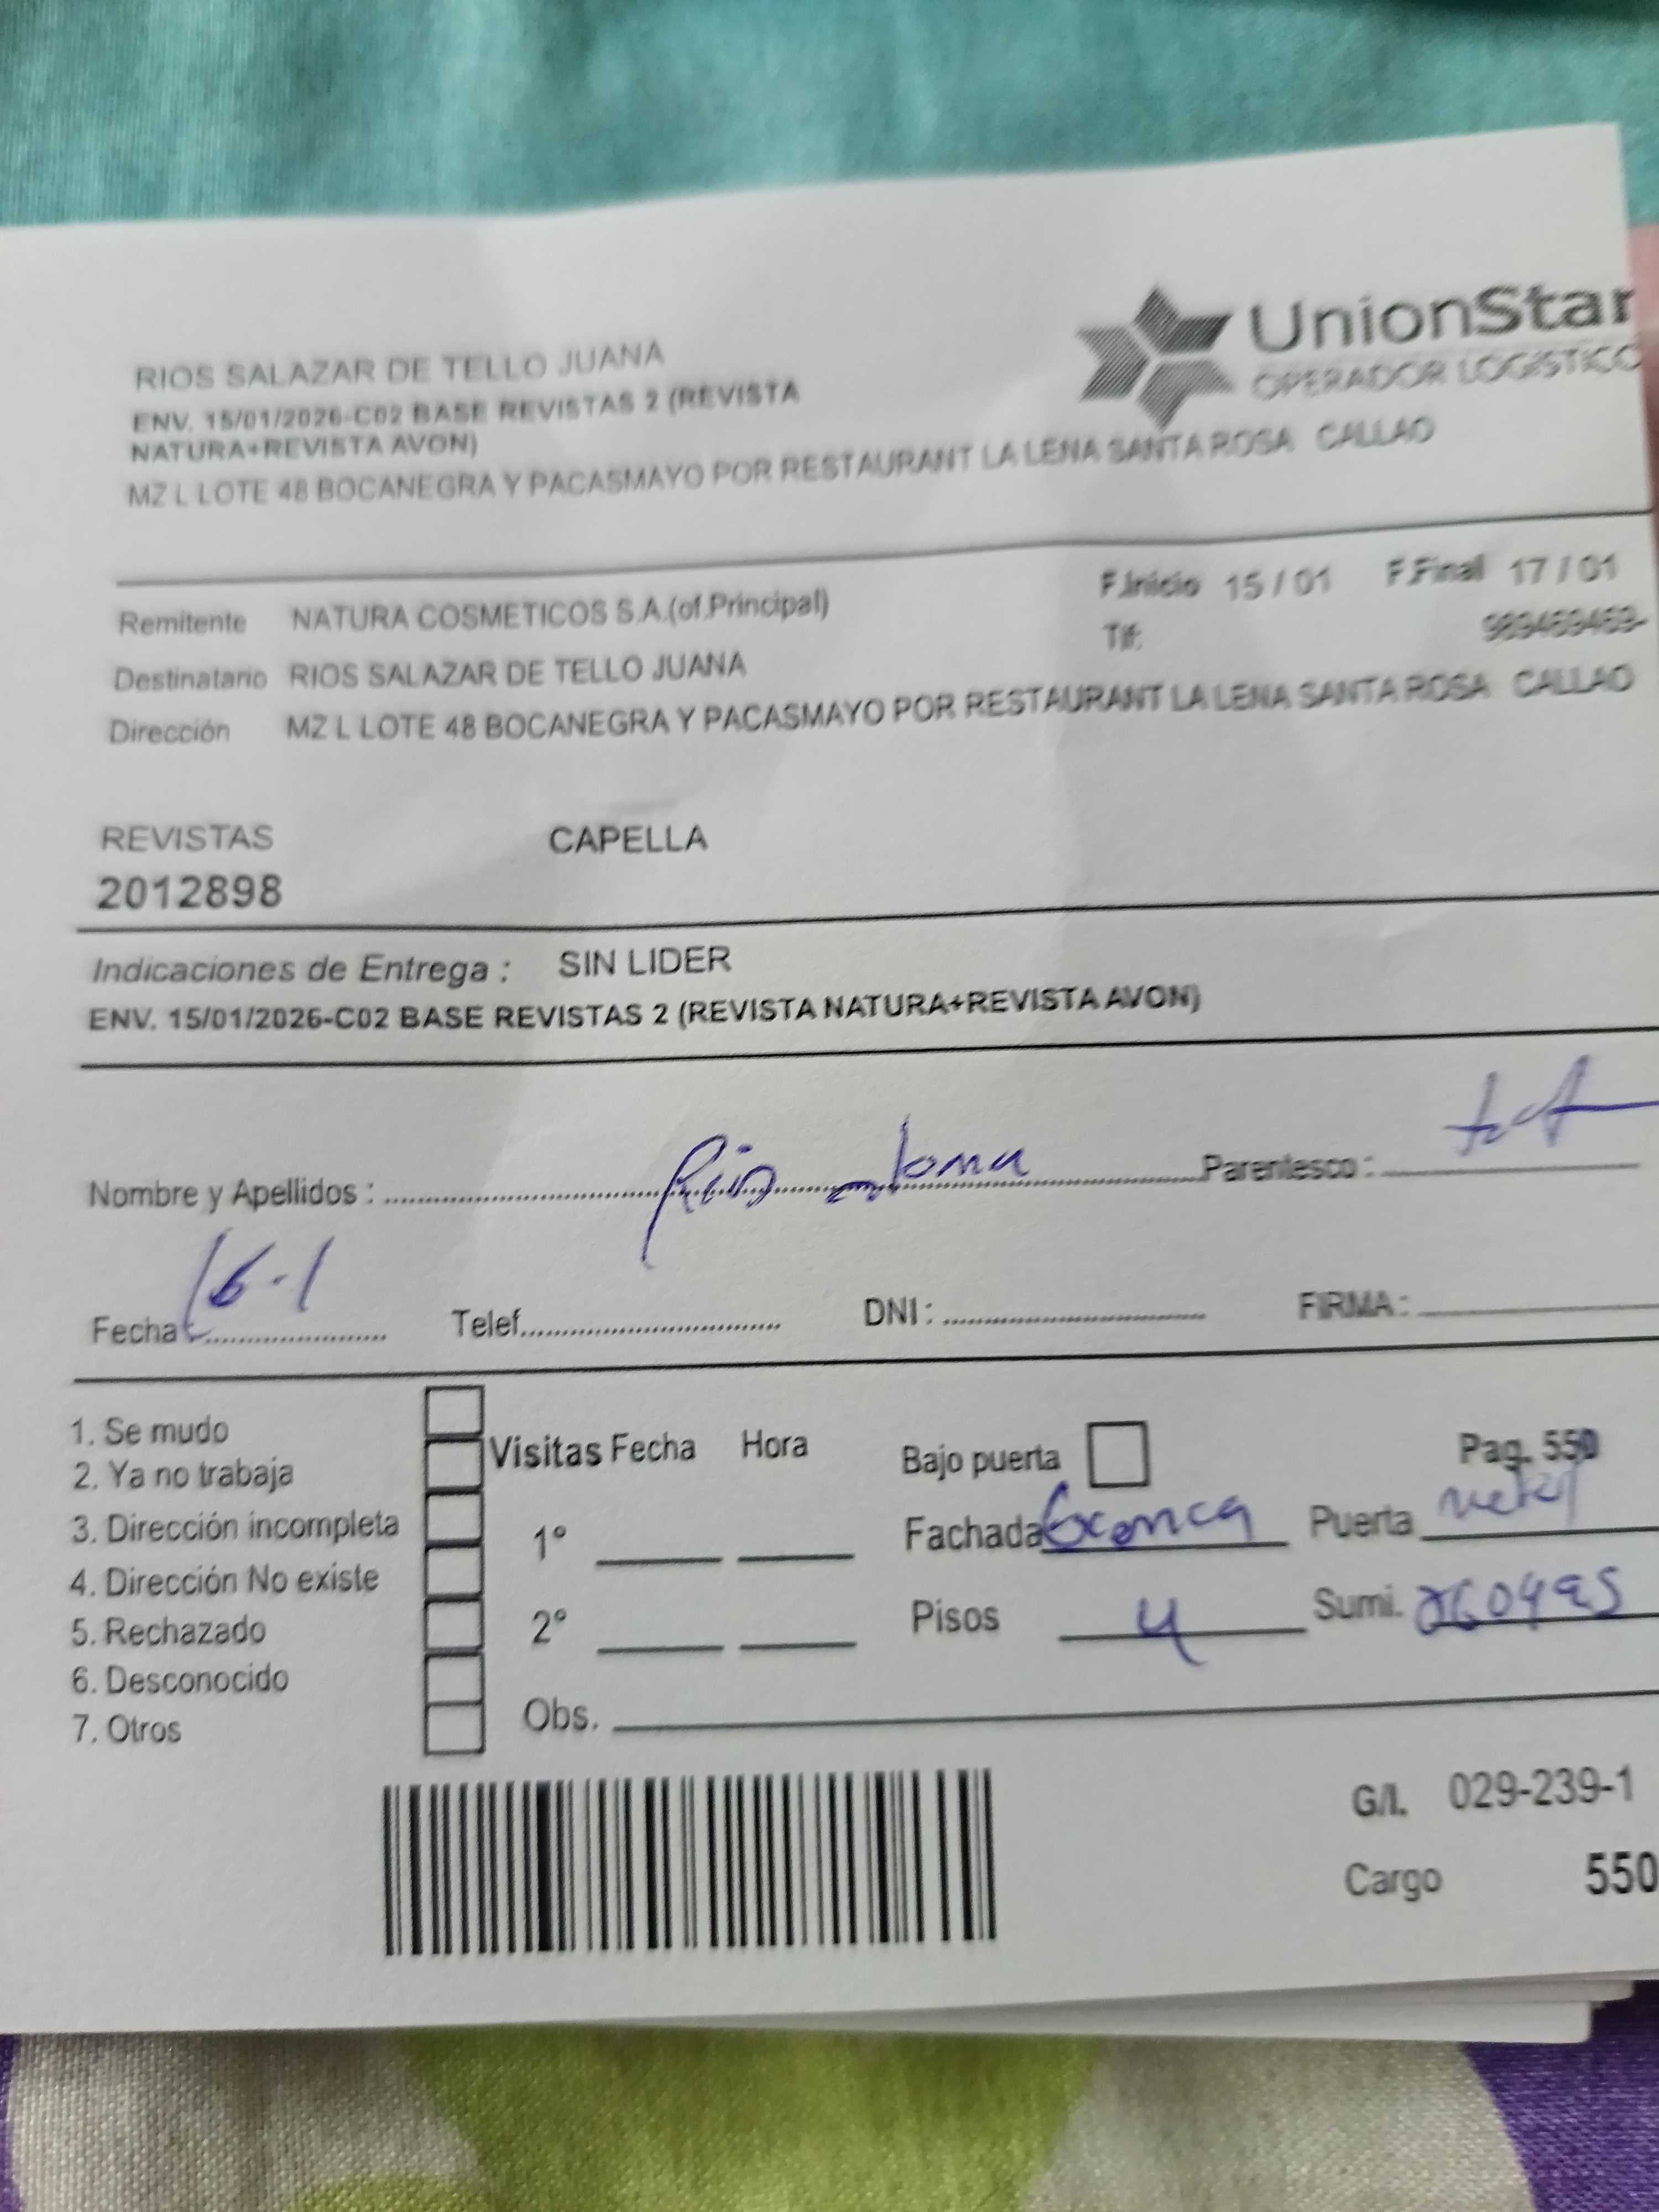 UnionStar
OPERADOR LOGISTICO
RIOS SALAZAR DE TELLO JUANA
ENV. 15/01/2026-C02 BASE REVISTAS 2 (REVISTA
NATURA+REVISTA AVON)
MZ L LOTE 48 BOCANEGRA Y PACASMAYO POR RESTAURANT LA LENA SANTA ROSA CALLAO
Remitente NATURA COSMETICOS S.A.(of.Principal) F.Inicio 15 / 01 F.Final 17 / 01
Tlf:
Destinatario RIOS SALAZAR DE TELLO JUANA
Dirección MZ L LOTE 48 BOCANEGRA Y PACASMAYO POR RESTAURANT LA LENA SANTA ROSA CALLAO
REVISTAS CAPELLA
2012898
Indicaciones de Entrega : SIN LIDER
ENV. 15/01/2026-C02 BASE REVISTAS 2 (REVISTA NATURA+REVISTA AVON)
Nombre y Apellidos : Rios Parentesco :
Fecha : 16-1 Telef. DNI : FIRMA :
1. Se mudo
2. Ya no trabaja
3. Dirección incompleta
4. Dirección No existe
5. Rechazado
6. Desconocido
7. Otros
Visitas Fecha Hora
1°
2°
Obs.
Bajo puerta Pag. 550
Fachada Puerta metal
Pisos 4 Sumi.
G/I. 029-239-1
Cargo 550